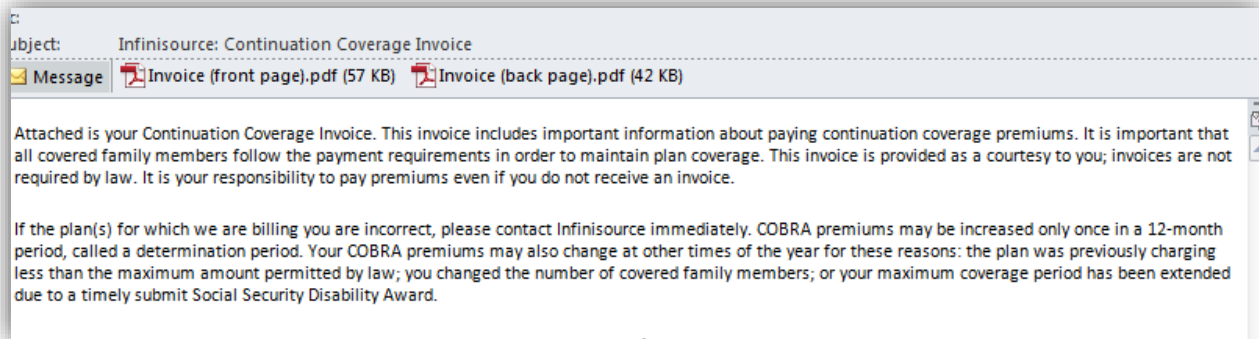 c:
ubject: Infinisource: Continuation Coverage Invoice
Message Invoice (front page).pdf (57 KB) Invoice (back page).pdf (42 KB)
Attached is your Continuation Coverage Invoice. This invoice includes important information about paying continuation coverage premiums. It is important that
all covered family members follow the payment requirements in order to maintain plan coverage. This invoice is provided as a courtesy to you; invoices are not
required by law. It is your responsibility to pay premiums even if you do not receive an invoice.
If the plan(s) for which we are billing you are incorrect, please contact Infinisource immediately. COBRA premiums may be increased only once in a 12-month
period, called a determination period. Your COBRA premiums may also change at other times of the year for these reasons: the plan was previously charging
less than the maximum amount permitted by law; you changed the number of covered family members; or your maximum coverage period has been extended
due to a timely submit Social Security Disability Award.